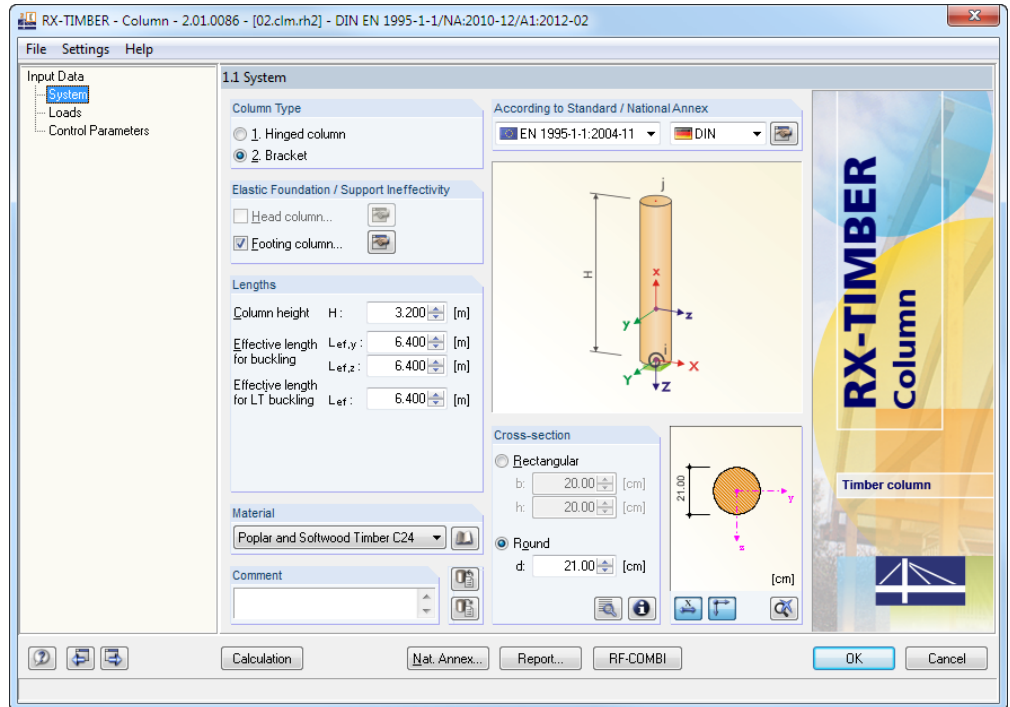 RX-TIMBER - Column - 2.01.0086 - [02.clm.rh2] - DIN EN 1995-1-1/NA:2010-12/A1:2012-02
File Settings Help
Input Data
System
Loads
Control Parameters
1.1 System
Column Type
1. Hinged column
2. Bracket
Elastic Foundation / Support Ineffectivity
Head column...
Footing column...
Lengths
Column height H : 3.200 [m]
Effective length for buckling Lef,y : 6.400 [m]
Lef,z : 6.400 [m]
Effective length
for LT buckling Lef : 6.400 [m]
Material
Poplar and Softwood Timber C24
Comment
According to Standard / National Annex
EN 1995-1-1:2004-11 DIN
j
H
x
y
z
i
X
Y
Z
Cross-section
Rectangular
b: 20.00 [cm]
h: 20.00 [cm]
Round
d: 21.00 [cm]
21.00
y
z
[cm]
x
RX-TIMBER
Column
Timber column
Calculation Nat. Annex... Report... RF-COMBI OK Cancel